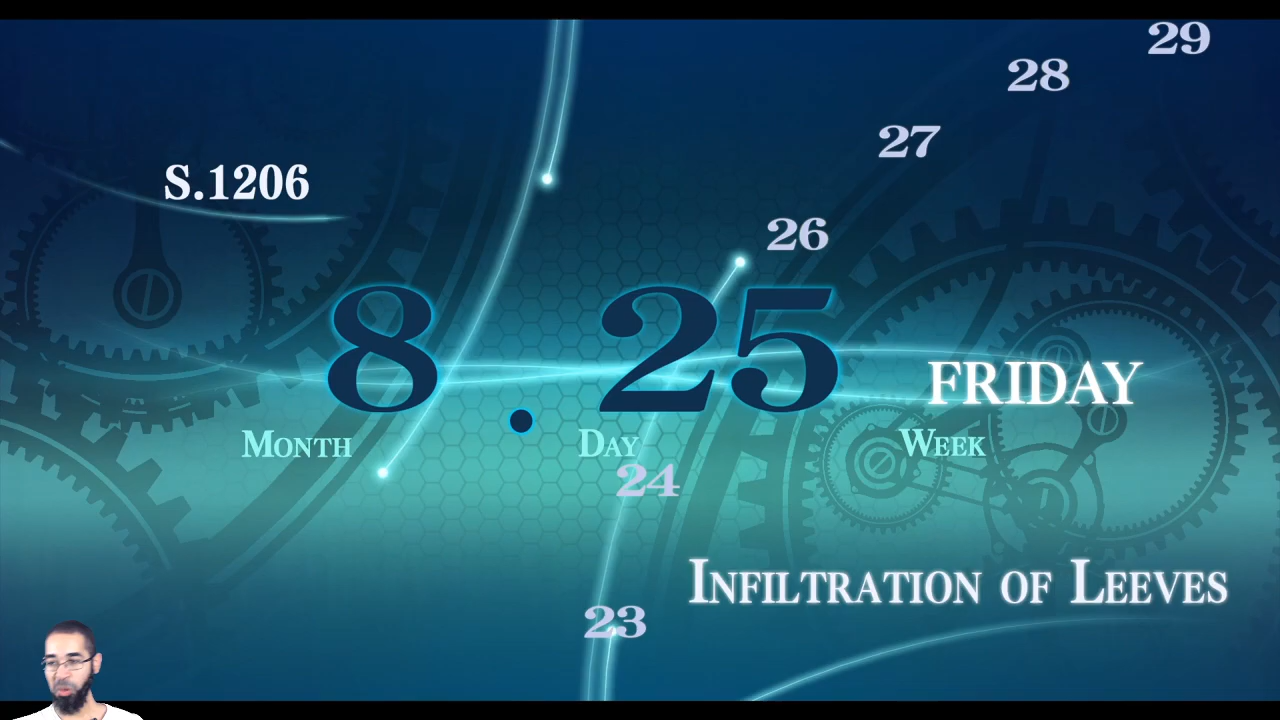 29
28
27
S.1206
26
8 . 25 FRIDAY
MONTH DAY WEEK
24
INFILTRATION OF LEEVES
23